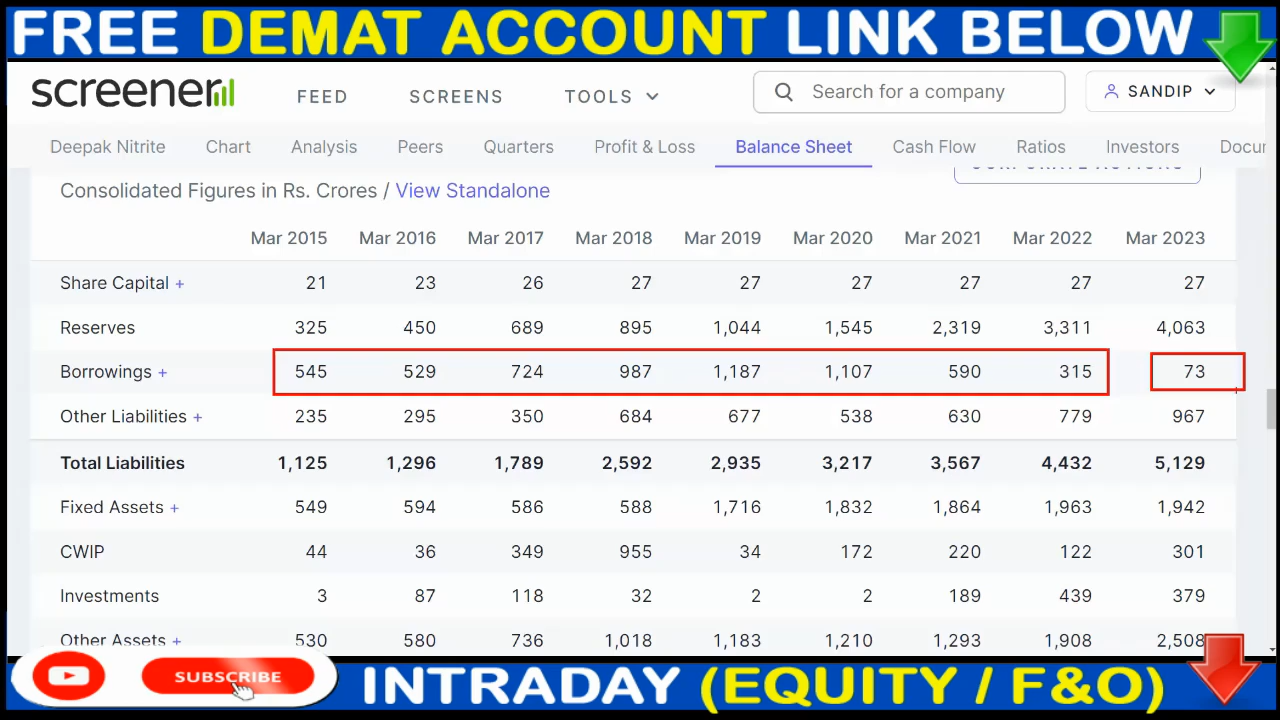 FREE DEMAT ACCOUNT LINK BELOW
screener
FEED SCREENS TOOLS Search for a company SANDIP
Deepak Nitrite Chart Analysis Peers Quarters Profit & Loss Balance Sheet Cash Flow Ratios Investors Docur
CORPORATE ACTIONS
Consolidated Figures in Rs. Crores / View Standalone
Mar 2015 Mar 2016 Mar 2017 Mar 2018 Mar 2019 Mar 2020 Mar 2021 Mar 2022 Mar 2023
Share Capital + 21 23 26 27 27 27 27 27 27
Reserves 325 450 689 895 1,044 1,545 2,319 3,311 4,063
Borrowings + 545 529 724 987 1,187 1,107 590 315 73
Other Liabilities + 235 295 350 684 677 538 630 779 967
Total Liabilities 1,125 1,296 1,789 2,592 2,935 3,217 3,567 4,432 5,129
Fixed Assets + 549 594 586 588 1,716 1,832 1,864 1,963 1,942
CWIP 44 36 349 955 34 172 220 122 301
Investments 3 87 118 32 2 2 189 439 379
Other Assets + 530 580 736 1,018 1,183 1,210 1,293 1,908 2,508
SUBSCRIBE
INTRADAY (EQUITY / F&O)